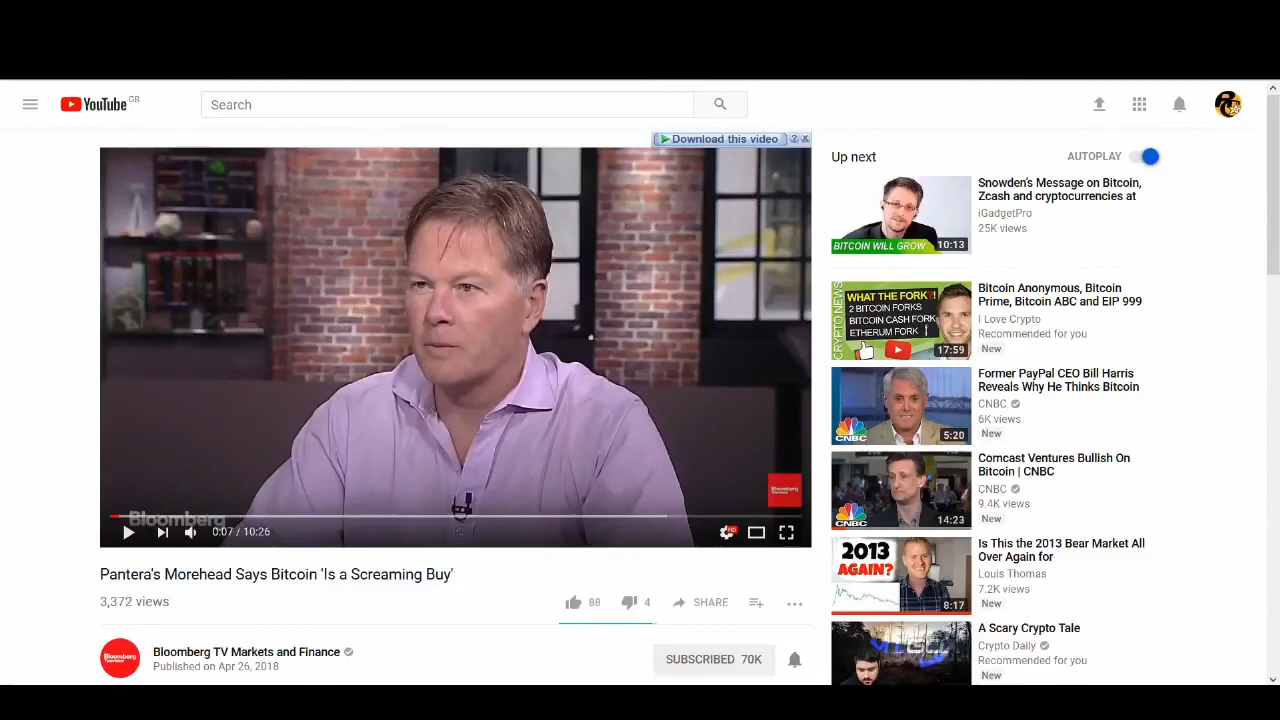 YouTube GB
Search
Download this video ? x
Bloomberg
Television
Bloomberg
0:07 / 10:26
HD
Pantera's Morehead Says Bitcoin 'Is a Screaming Buy'
3,372 views
88
4
SHARE
Bloomberg
Television
Bloomberg TV Markets and Finance
Published on Apr 26, 2018
SUBSCRIBED 70K
Up next
AUTOPLAY
BITCOIN WILL GROW
10:13
Snowden's Message on Bitcoin,
Zcash and cryptocurrencies at
iGadgetPro
25K views
CRYPTO NEWS
WHAT THE FORK?!
2 BITCOIN FORKS
BITCOIN CASH FORK
ETHERUM FORK
17:59
Bitcoin Anonymous, Bitcoin
Prime, Bitcoin ABC and EIP 999
I Love Crypto
Recommended for you
New
CNBC
5:20
Former PayPal CEO Bill Harris
Reveals Why He Thinks Bitcoin
CNBC
6K views
New
CNBC
14:23
Comcast Ventures Bullish On
Bitcoin | CNBC
CNBC
9.4K views
New
2013
AGAIN?
8:17
Is This the 2013 Bear Market All
Over Again for
Louis Thomas
7.2K views
New
A Scary Crypto Tale
Crypto Daily
Recommended for you
New